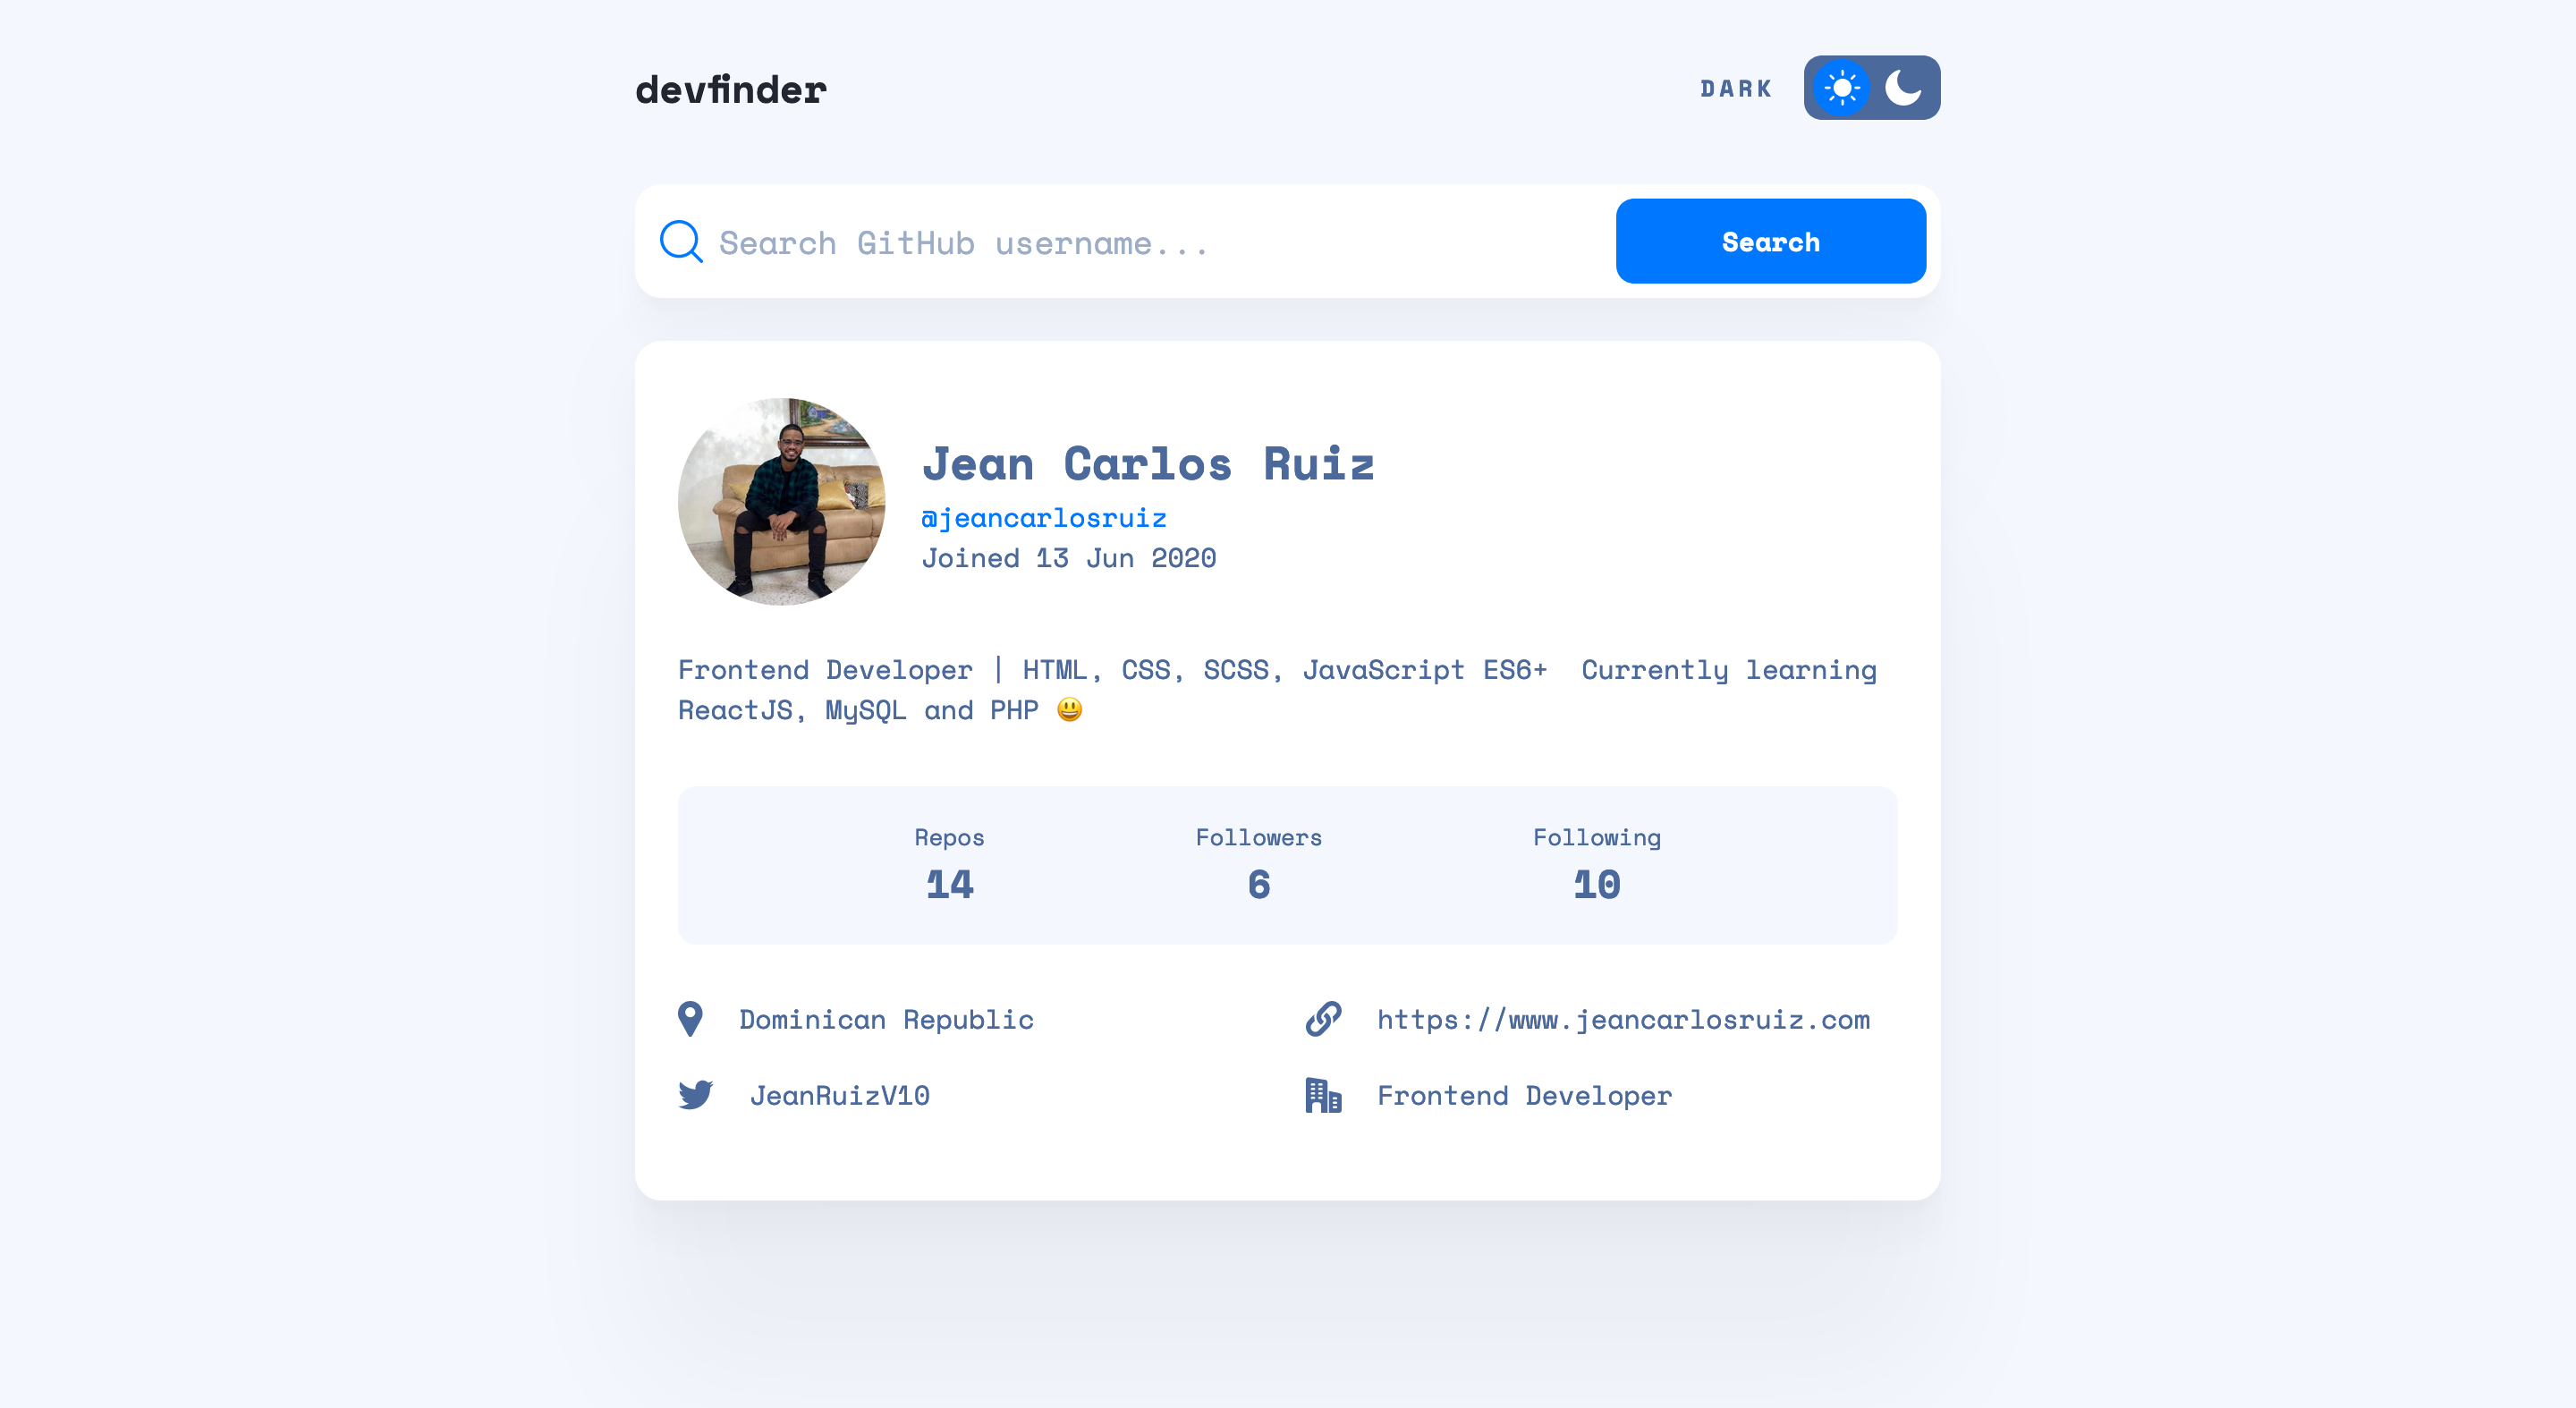 devfinder
DARK
Search GitHub username...
Search
Jean Carlos Ruiz
@jeancarlosruiz
Joined 13 Jun 2020
Frontend Developer | HTML, CSS, SCSS, JavaScript ES6+  Currently learning
ReactJS, MySQL and PHP 😃
Repos Followers Following
14 6 10
Dominican Republic https://www.jeancarlosruiz.com
JeanRuizV10 Frontend Developer